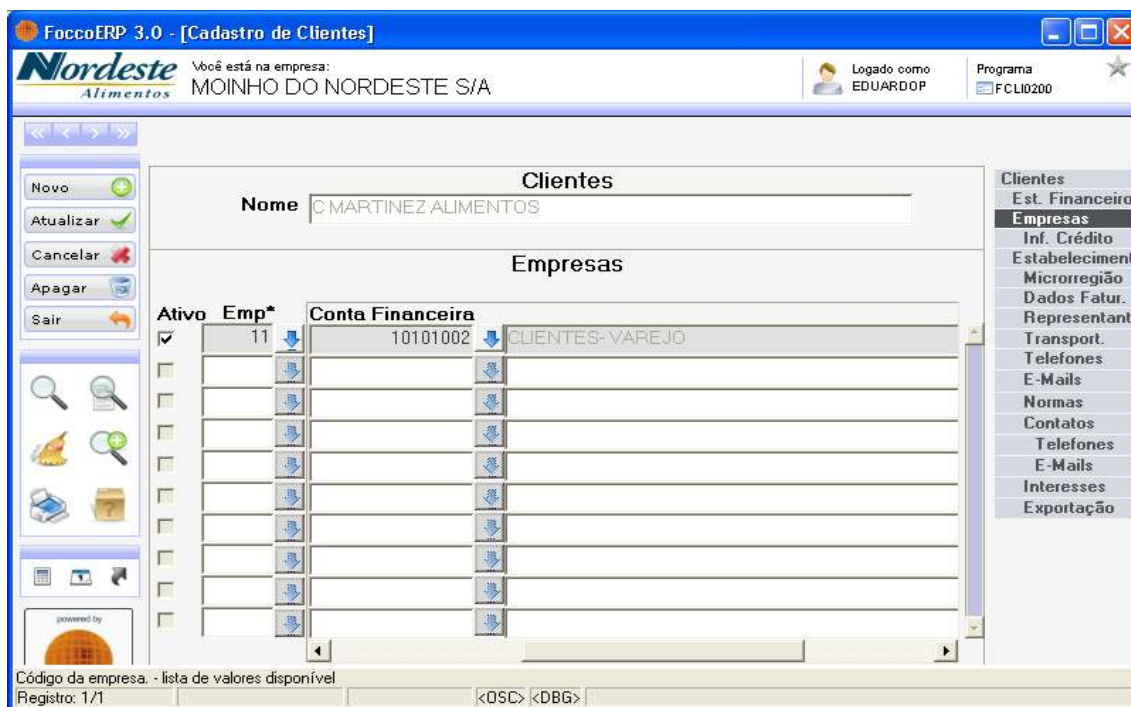 FoccoERP 3.0 - [Cadastro de Clientes]
Nordeste
Alimentos
Você está na empresa:
MOINHO DO NORDESTE S/A
Logado como
EDUARDOP
Programa
FCLI0200
Novo
Atualizar
Cancelar
Apagar
Sair
powered by
Clientes
Nome C MARTINEZ ALIMENTOS
Empresas
Ativo Emp* Conta Financeira
11 10101002 CLIENTES- VAREJO
Clientes
Est. Financeiro
Empresas
Inf. Crédito
Estabeleciment
Microrregião
Dados Fatur.
Representant
Transport.
Telefones
E-Mails
Normas
Contatos
Telefones
E-Mails
Interesses
Exportação
Código da empresa. - lista de valores disponível
Registro: 1/1 <OSC> <DBG>